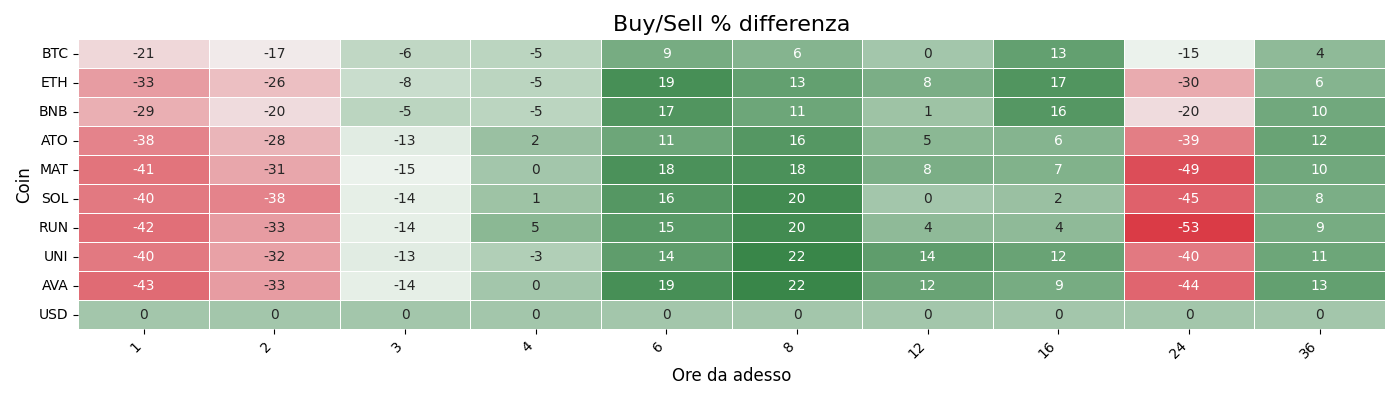 Buy/Sell % differenza
Coin
BTC -21 -17 -6 -5 9 6 0 13 -15 4
ETH -33 -26 -8 -5 19 13 8 17 -30 6
BNB -29 -20 -5 -5 17 11 1 16 -20 10
ATO -38 -28 -13 2 11 16 5 6 -39 12
MAT -41 -31 -15 0 18 18 8 7 -49 10
SOL -40 -38 -14 1 16 20 0 2 -45 8
RUN -42 -33 -14 5 15 20 4 4 -53 9
UNI -40 -32 -13 -3 14 22 14 12 -40 11
AVA -43 -33 -14 0 19 22 12 9 -44 13
USD 0 0 0 0 0 0 0 0 0 0
1 2 3 4 6 8 12 16 24 36
Ore da adesso